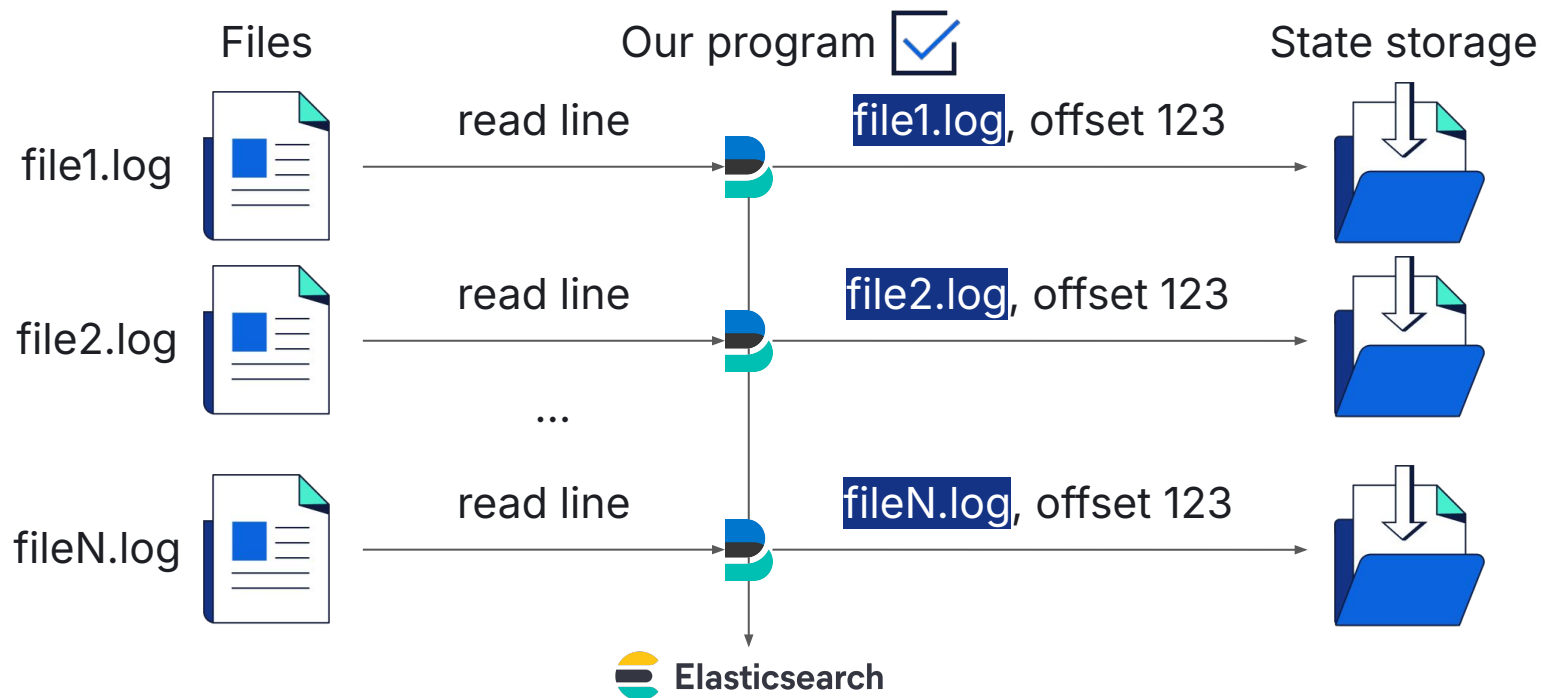 Files
Our program
State storage
file1.log
read line
file1.log, offset 123
file2.log
read line
file2.log, offset 123
...
fileN.log
read line
fileN.log, offset 123
Elasticsearch